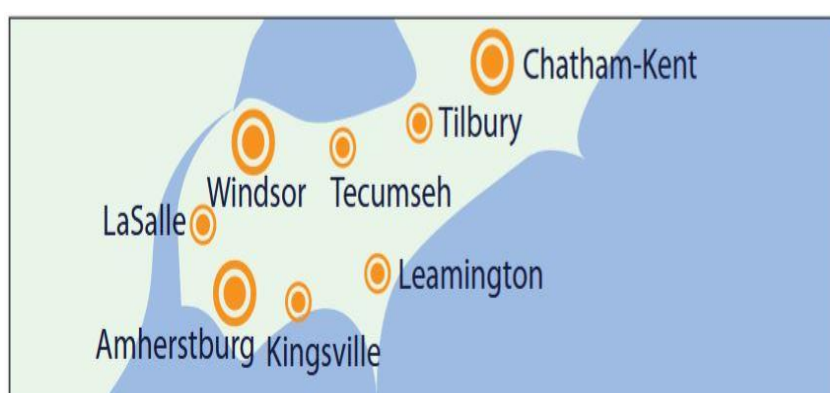 Chatham-Kent
Tilbury
Windsor
Tecumseh
LaSalle
Leamington
Amherstburg
Kingsville